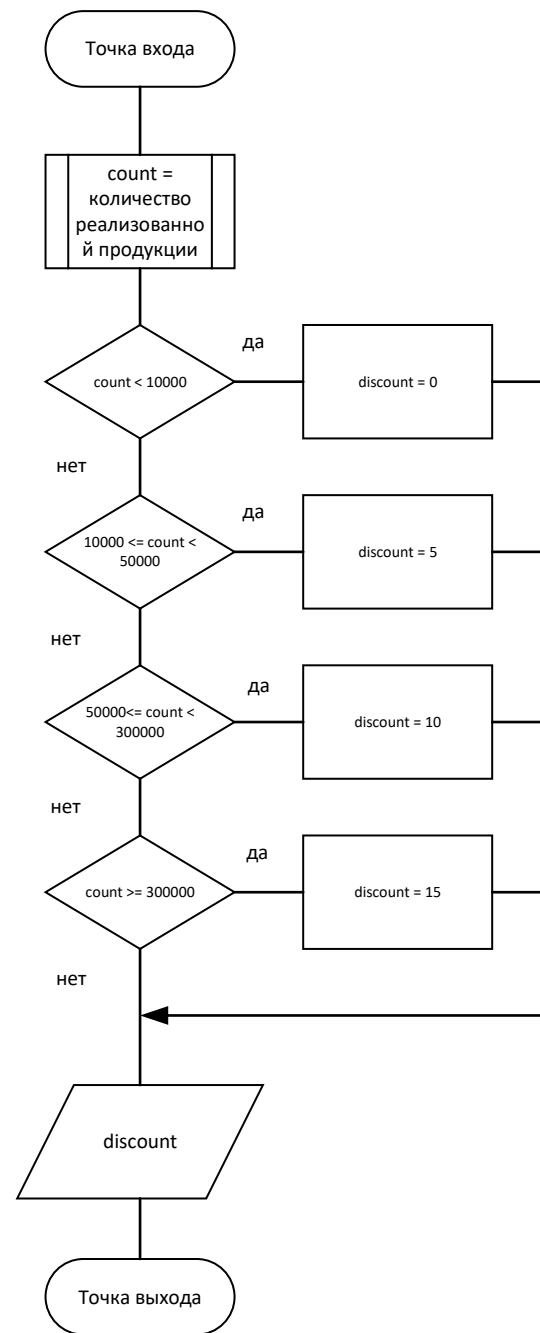 Точка входа
count =
количество
реализованно
й продукции
да
count < 10000
discount = 0
нет
да
10000 <= count <
50000
discount = 5
нет
да
50000<= count <
300000
discount = 10
нет
да
count >= 300000
discount = 15
нет
discount
Точка выхода